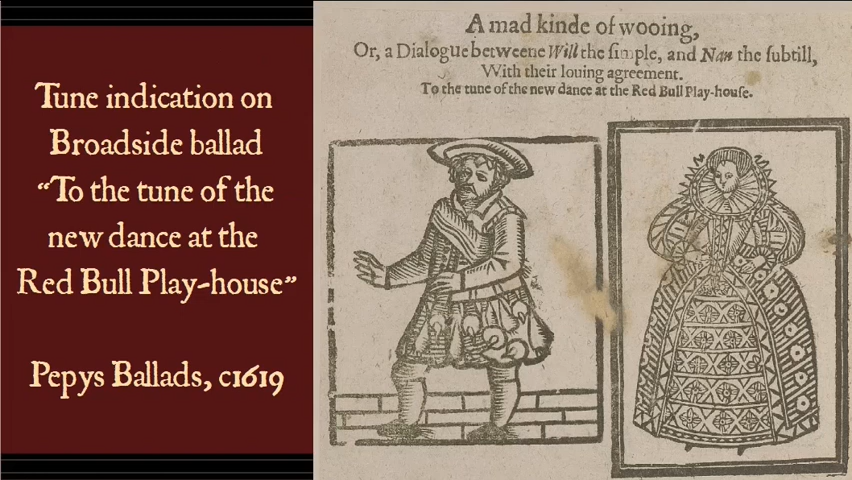 Tune indication on
Broadside ballad
“To the tune of the
new dance at the
Red Bull Play-house”
Pepys Ballads, c1619
A mad kinde of wooing,
Or, a Dialogue betweene Will the simple, and Nan the subtill,
With their louing agreement.
To the tune of the new dance at the Red Bull Play-house.